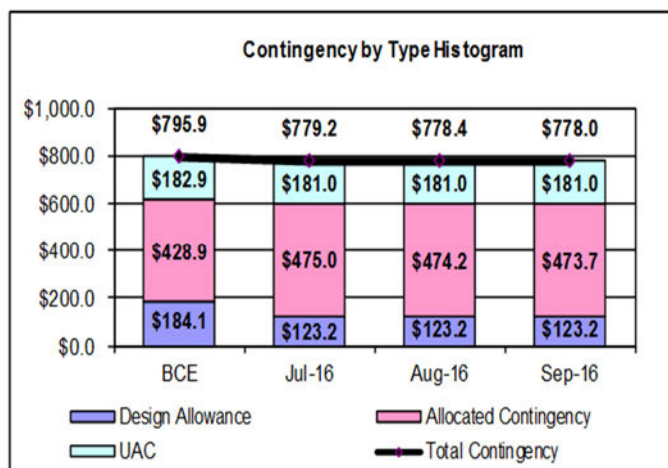 Contingency by Type Histogram
$1,000.0
$795.9 $779.2 $778.4 $778.0
$800.0
$182.9 $181.0 $181.0 $181.0
$600.0
$428.9 $475.0 $474.2 $473.7
$400.0
$200.0
$184.1 $123.2 $123.2 $123.2
$0.0
BCE Jul-16 Aug-16 Sep-16
Design Allowance Allocated Contingency
UAC Total Contingency